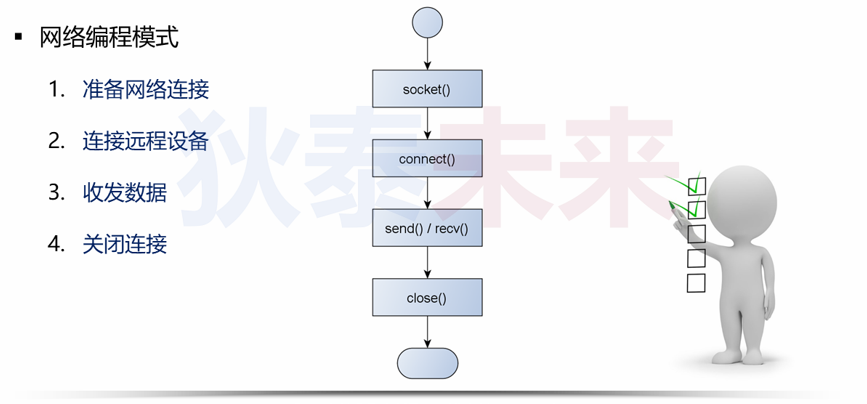 ▪ 网络编程模式
1. 准备网络连接
2. 连接远程设备
3. 收发数据
4. 关闭连接
socket()
connect()
send() / recv()
close()
狄泰未来